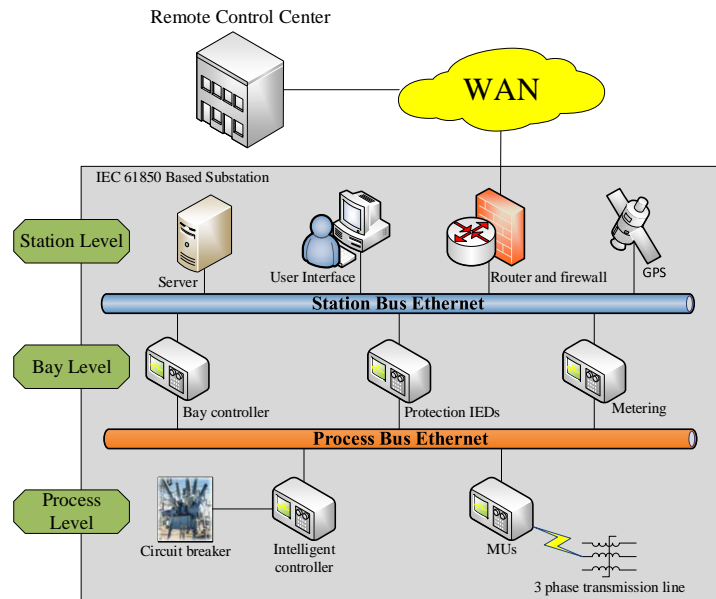 Remote Control Center
WAN
IEC 61850 Based Substation
Station Level
Server
User Interface
Router and firewall
GPS
Station Bus Ethernet
Bay Level
Bay controller
Protection IEDs
Metering
Process Bus Ethernet
Process
Level
Circuit breaker
Intelligent
controller
MUs
3 phase transmission line